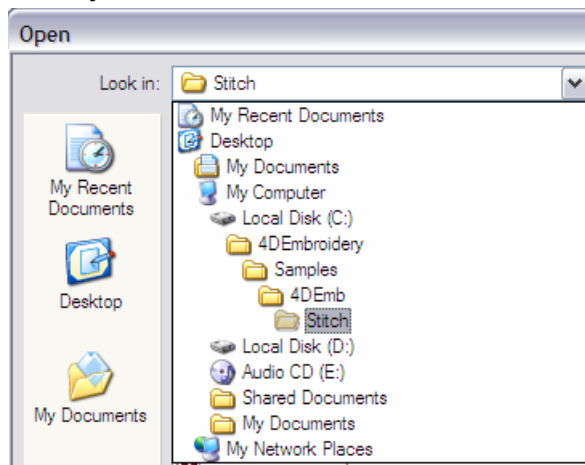 Open
Look in: Stitch
My Recent Documents
Desktop
My Documents
My Computer
Local Disk (C:)
4DEmbroidery
Samples
4DEmb
Stitch
Local Disk (D:)
Audio CD (E:)
Shared Documents
My Documents
My Network Places
My Recent
Documents
Desktop
My Documents